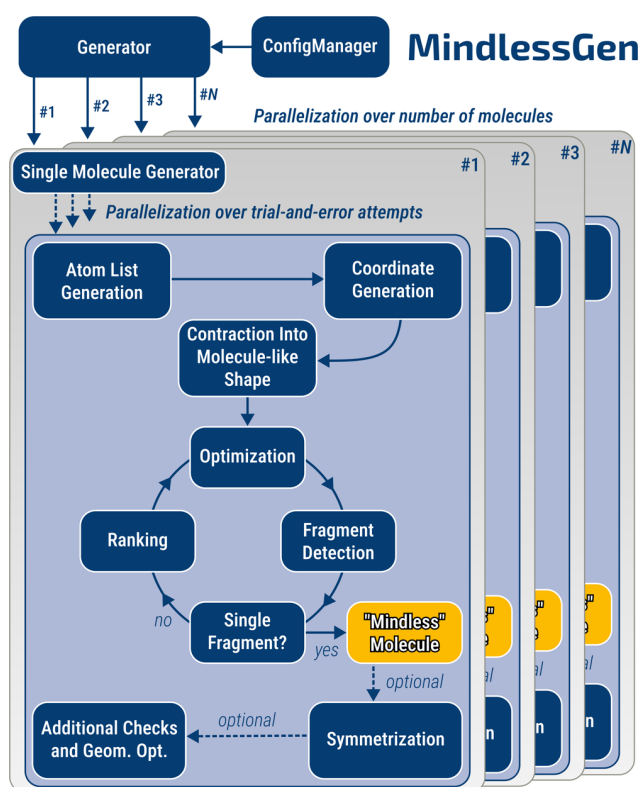 MindlessGen
Generator
ConfigManager
#1
#2
#3
#N
Parallelization over number of molecules
#1
#2
#3
#N
Single Molecule Generator
Parallelization over trial-and-error attempts
Atom List
Generation
Coordinate
Generation
Contraction Into
Molecule-like
Shape
Optimization
Ranking
Fragment
Detection
no
Single
Fragment?
yes
"Mindless"
Molecule
optional
Additional Checks
and Geom. Opt.
optional
Symmetrization